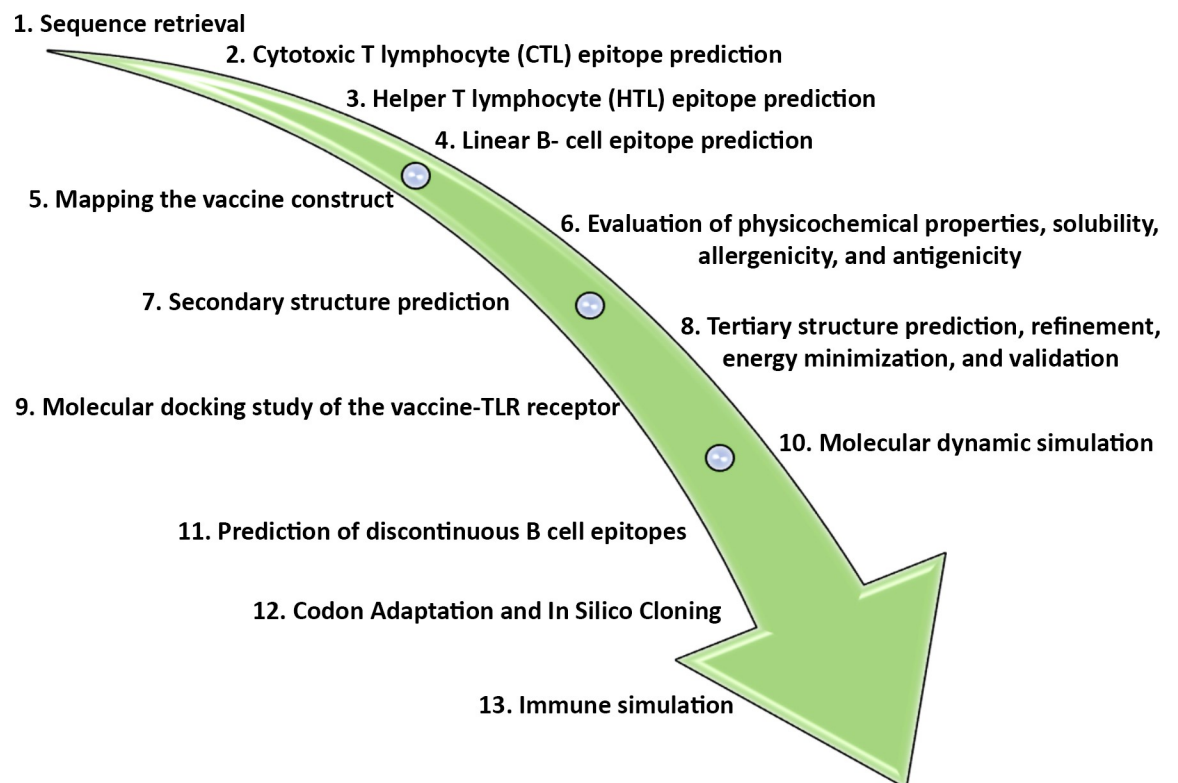 1. Sequence retrieval
2. Cytotoxic T lymphocyte (CTL) epitope prediction
3. Helper T lymphocyte (HTL) epitope prediction
4. Linear B- cell epitope prediction
5. Mapping the vaccine construct
6. Evaluation of physicochemical properties, solubility,
allergenicity, and antigenicity
7. Secondary structure prediction
8. Tertiary structure prediction, refinement,
energy minimization, and validation
9. Molecular docking study of the vaccine-TLR receptor
10. Molecular dynamic simulation
11. Prediction of discontinuous B cell epitopes
12. Codon Adaptation and In Silico Cloning
13. Immune simulation